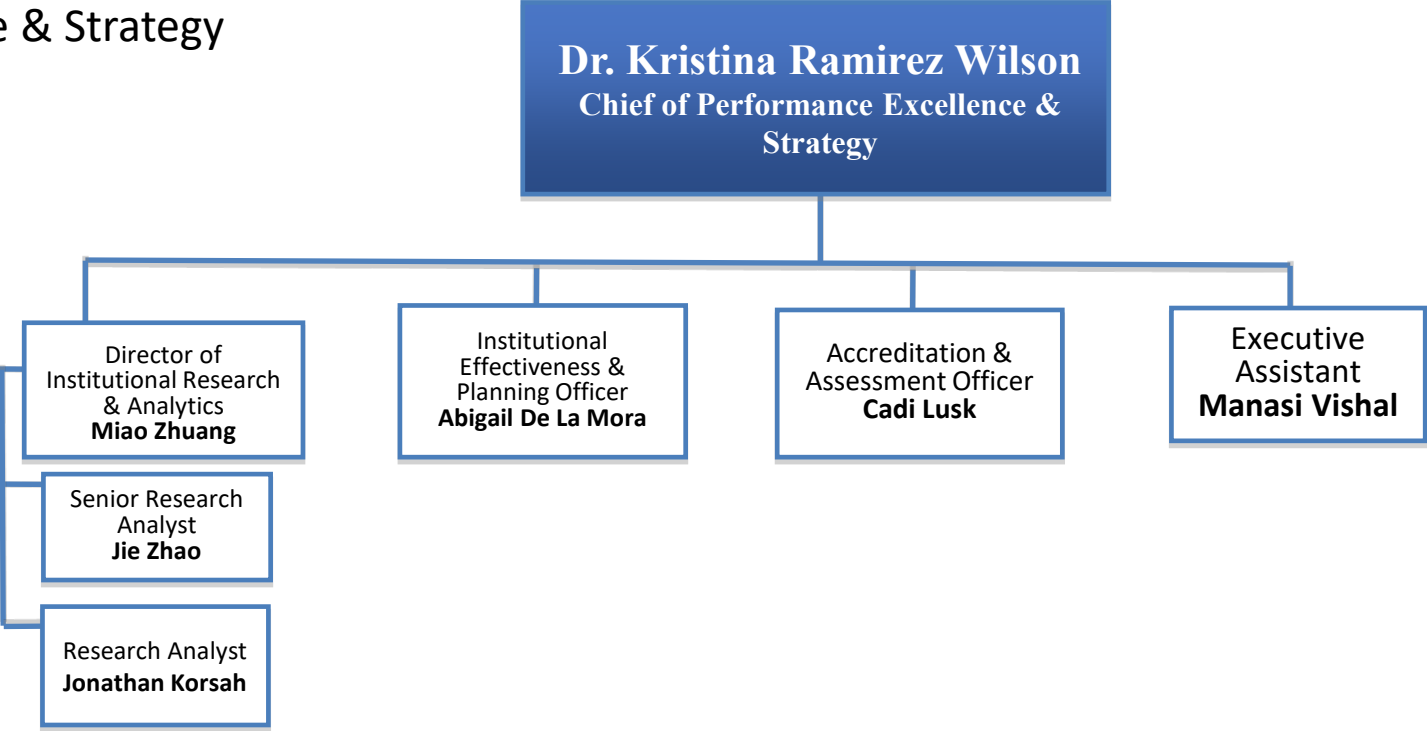 & Strategy
Dr. Kristina Ramirez Wilson
Chief of Performance Excellence &
Strategy
Director of
Institutional Research
& Analytics
Miao Zhuang
Institutional
Effectiveness &
Planning Officer
Abigail De La Mora
Accreditation &
Assessment Officer
Cadi Lusk
Executive
Assistant
Manasi Vishal
Senior Research
Analyst
Jie Zhao
Research Analyst
Jonathan Korsah